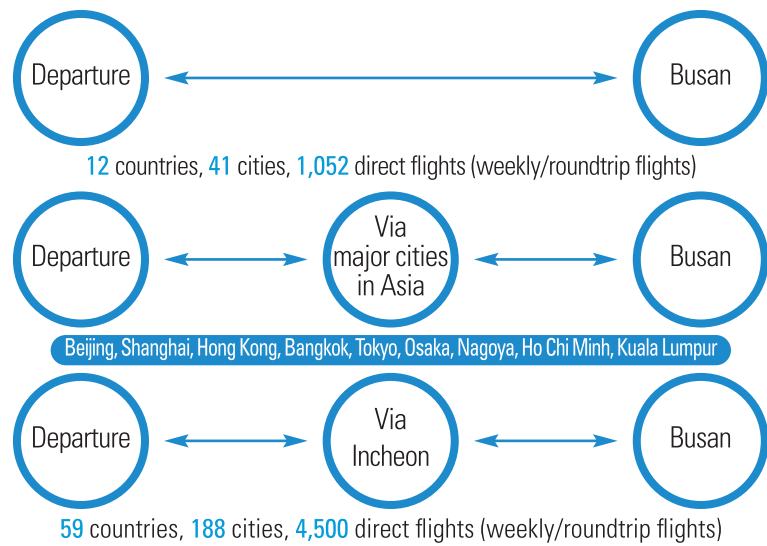 Departure
Busan
12 countries, 41 cities, 1,052 direct flights (weekly/roundtrip flights)
Departure
Via
major cities
in Asia
Busan
Beijing, Shanghai, Hong Kong, Bangkok, Tokyo, Osaka, Nagoya, Ho Chi Minh, Kuala Lumpur
Departure
Via
Incheon
Busan
59 countries, 188 cities, 4,500 direct flights (weekly/roundtrip flights)